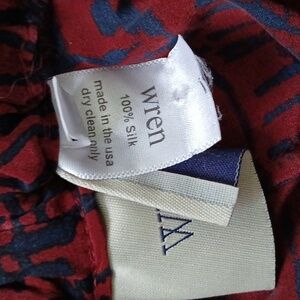 wren
100% Silk
made in the usa
dry clean only